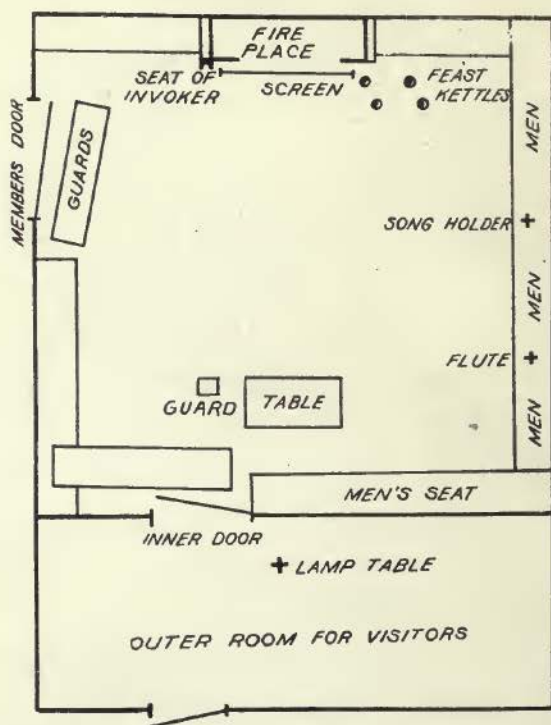 FIRE
PLACE
SEAT OF
INVOKER
SCREEN
FEAST
KETTLES
MEN
MEMBERS DOOR
GUARDS
SONG HOLDER
MEN
FLUTE
GUARD
TABLE
MEN
MEN'S SEAT
INNER DOOR
LAMP TABLE
OUTER ROOM FOR VISITORS